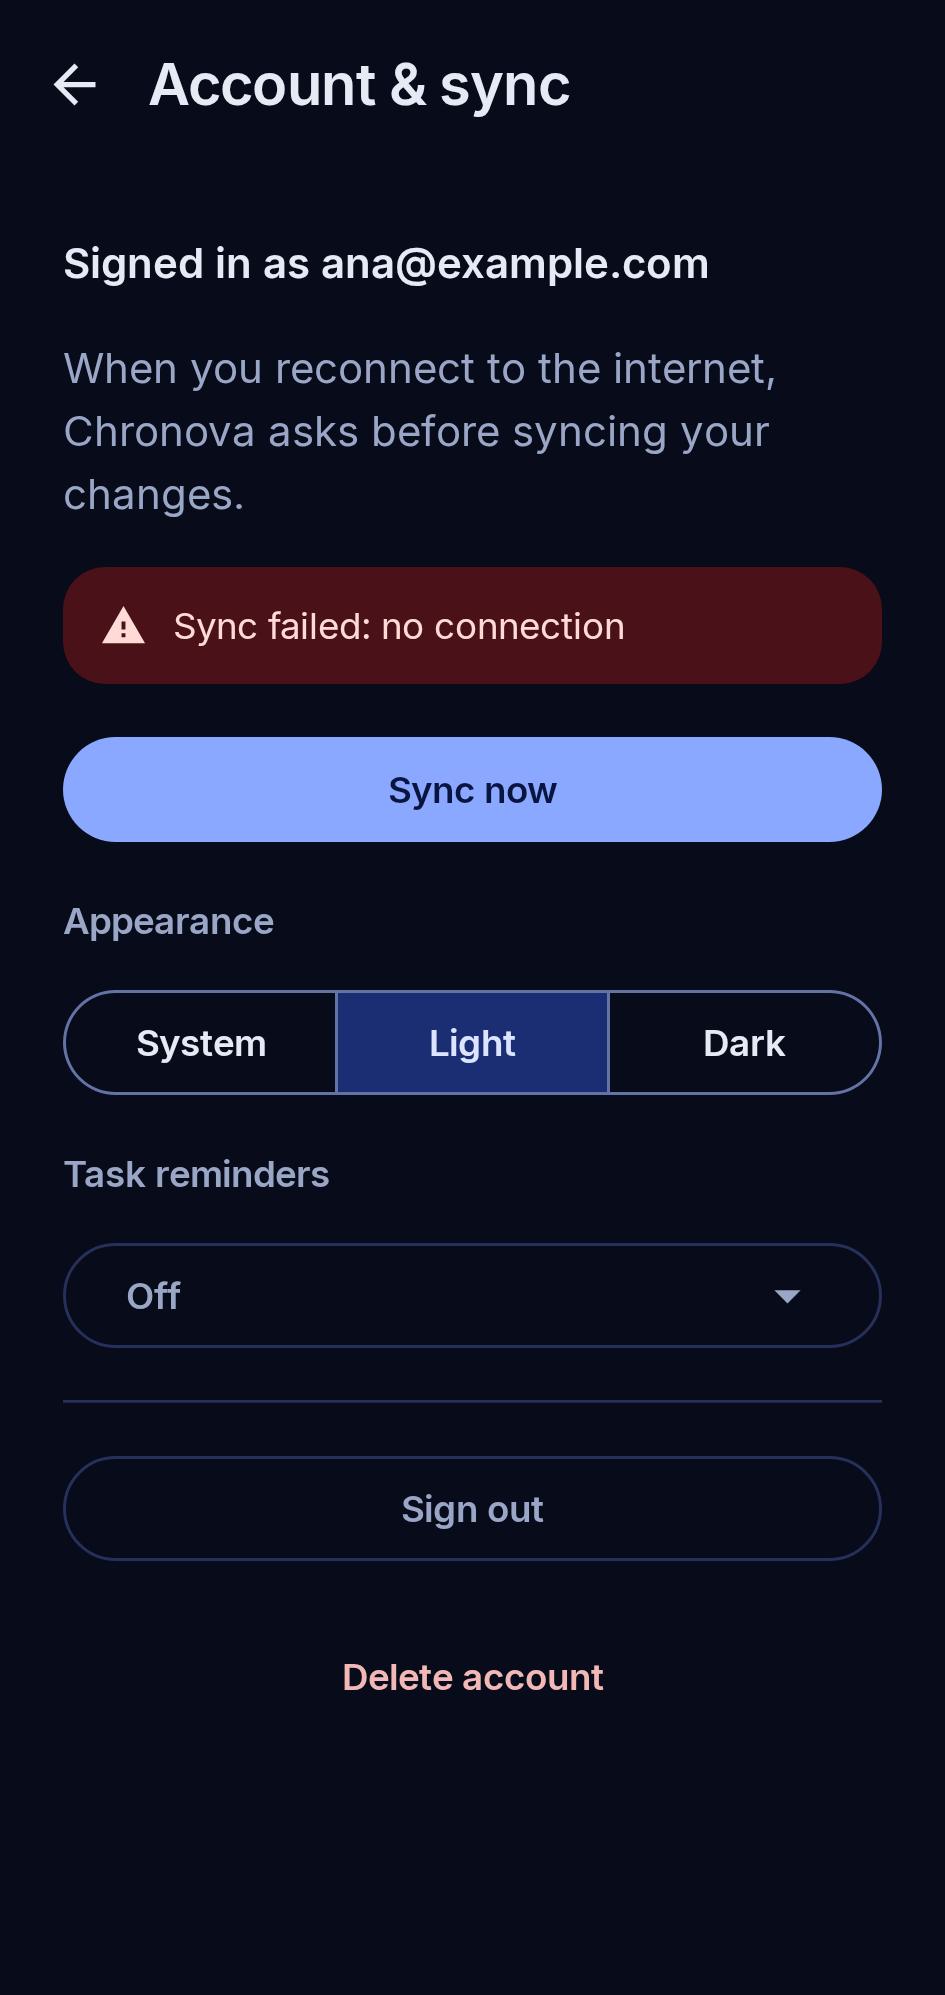 Account & sync
Signed in as ana@example.com
When you reconnect to the internet,
Chronova asks before syncing your
changes.
Sync failed: no connection
Sync now
Appearance
System
Light
Dark
Task reminders
Off
Sign out
Delete account